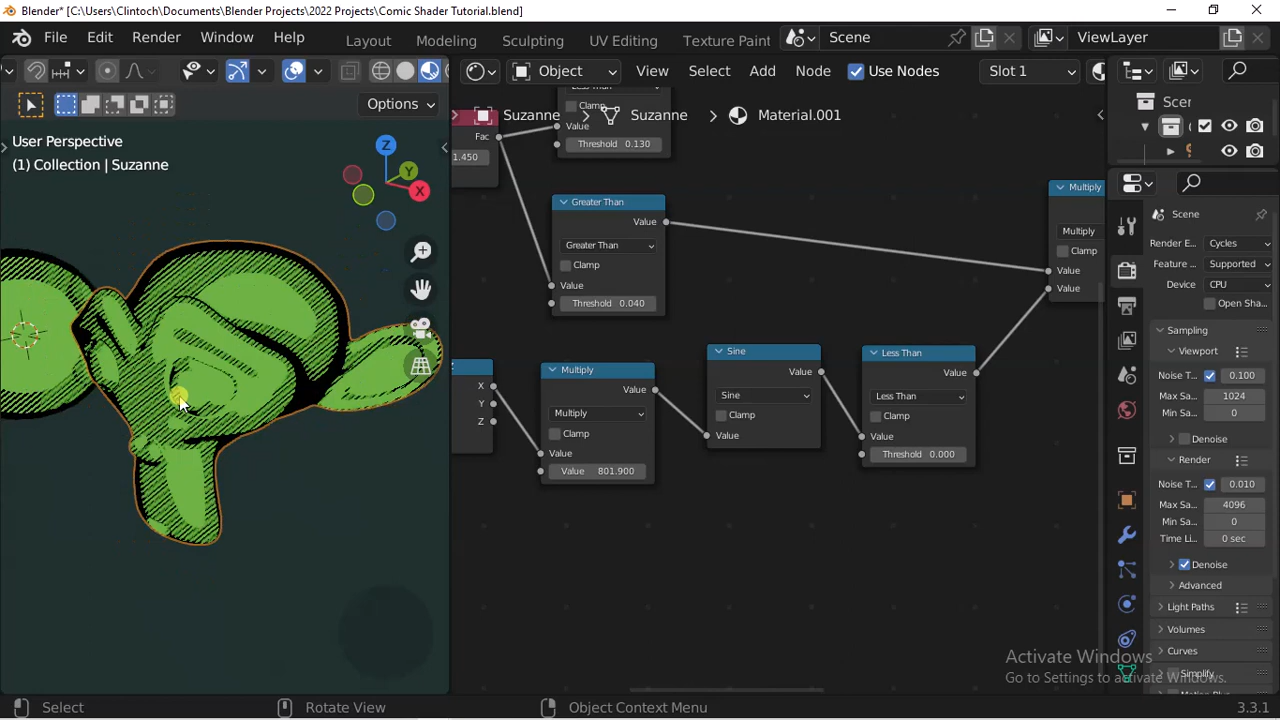 Blender* [C:\Users\Clintoch\Documents\Blender Projects\2022 Projects\Comic Shader Tutorial.blend]
File Edit Render Window Help Layout Modeling Sculpting UV Editing Texture Paint Scene ViewLayer
Object View Select Add Node Use Nodes Slot 1
Options
Suzanne Suzanne Material.001
User Perspective
(1) Collection | Suzanne
Z
Y
X
Fac
1.450
Less Than
Clamp
Value
Threshold 0.130
Greater Than
Value
Greater Than
Clamp
Value
Threshold 0.040
Multiply
Multiply
Clamp
Value
Value
X
Y
Z
Multiply
Value
Multiply
Clamp
Value
Value 801.900
Sine
Value
Sine
Clamp
Value
Less Than
Value
Less Than
Clamp
Value
Threshold 0.000
Scene
Render E... Cycles
Feature ... Supported
Device CPU
Open Sha...
Sampling
Viewport
Noise T... 0.100
Max Sa... 1024
Min Sa... 0
Denoise
Render
Noise T... 0.010
Max Sa... 4096
Min Sa... 0
Time Li... 0 sec
Denoise
Advanced
Light Paths
Volumes
Curves
Simplify
Activate Windows
Go to Settings to activate Windows.
Select Rotate View Object Context Menu 3.3.1